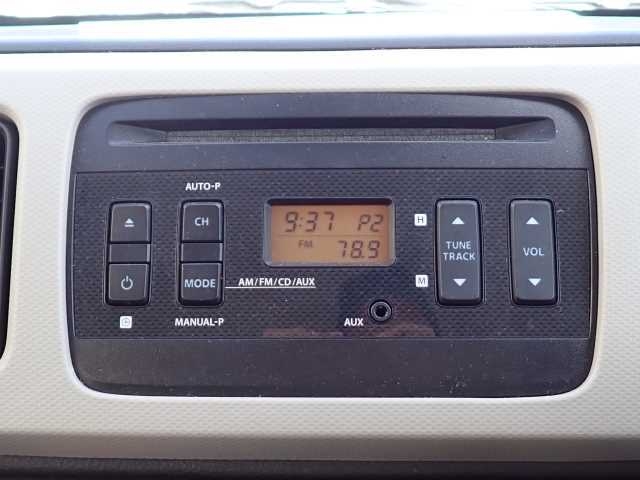 AUTO-P
CH
9:37 P2
FM 78.9
H
TUNE
TRACK
VOL
MODE
AM/FM/CD/AUX
M
MANUAL-P
AUX